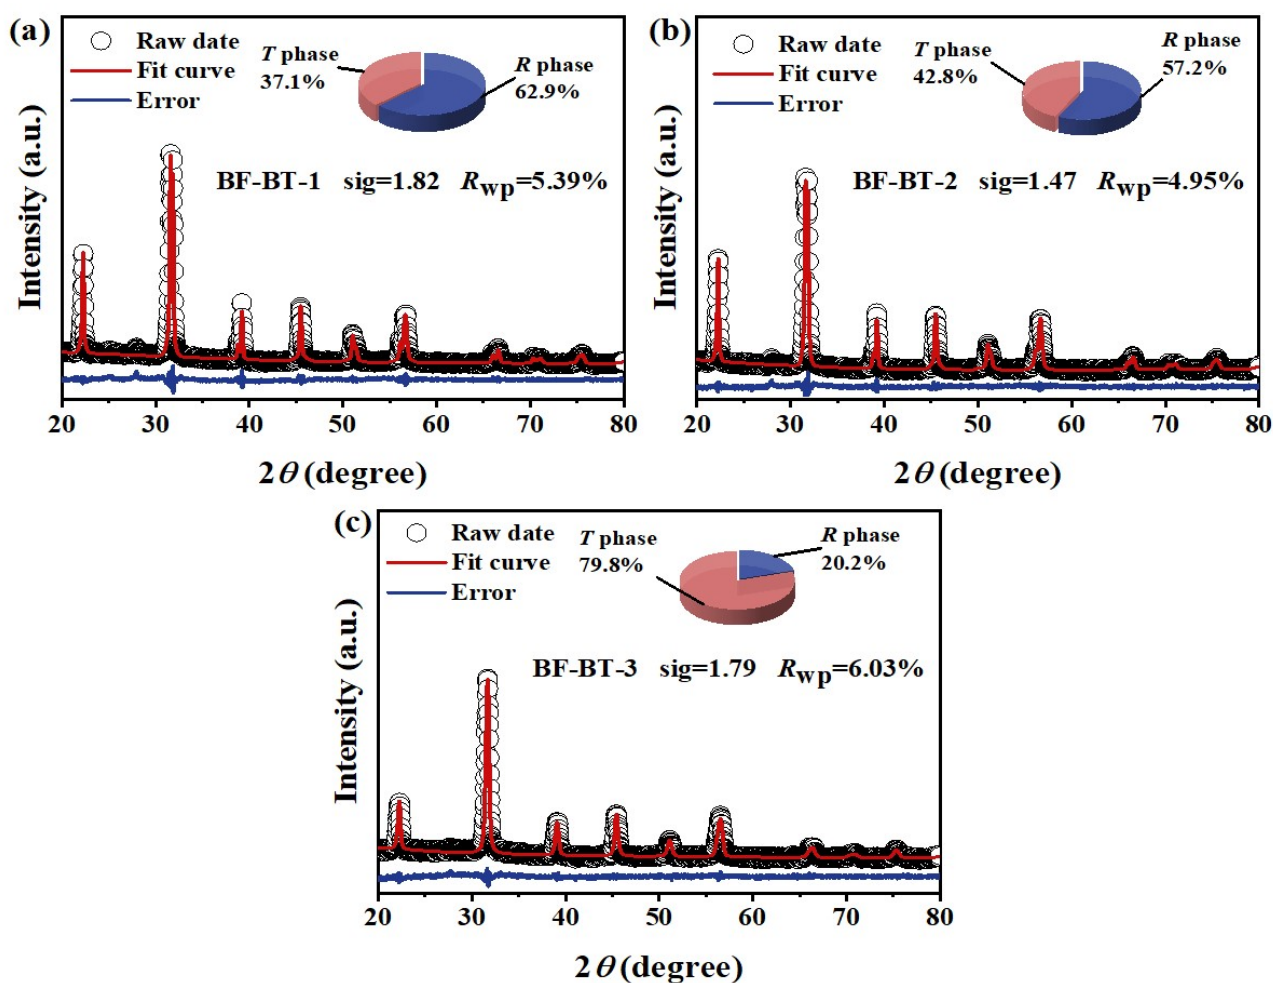 (a)
Raw date
Fit curve
Error
T phase
37.1%
R phase
62.9%
BF-BT-1 sig=1.82 Rwp=5.39%
Intensity (a.u.)
20 30 40 50 60 70 80
2θ (degree)
(b)
Raw date
Fit curve
Error
T phase
42.8%
R phase
57.2%
BF-BT-2 sig=1.47 Rwp=4.95%
Intensity (a.u.)
20 30 40 50 60 70 80
2θ (degree)
(c)
Raw date
Fit curve
Error
T phase
79.8%
R phase
20.2%
BF-BT-3 sig=1.79 Rwp=6.03%
Intensity (a.u.)
20 30 40 50 60 70 80
2θ (degree)